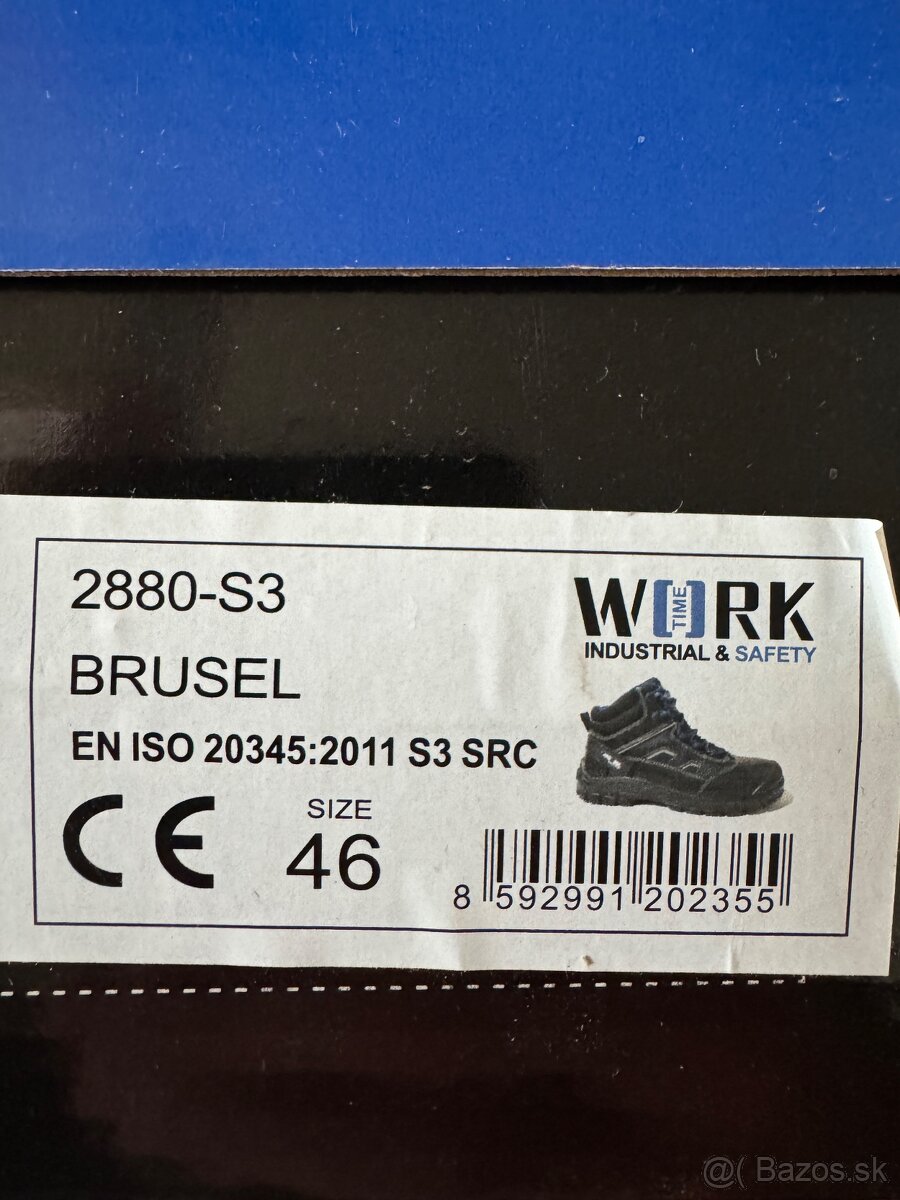 2880-S3
BRUSEL
EN ISO 20345:2011 S3 SRC
CE
SIZE
46
WORK
TIME
INDUSTRIAL & SAFETY
8 592991 202355
@( Bazos.sk